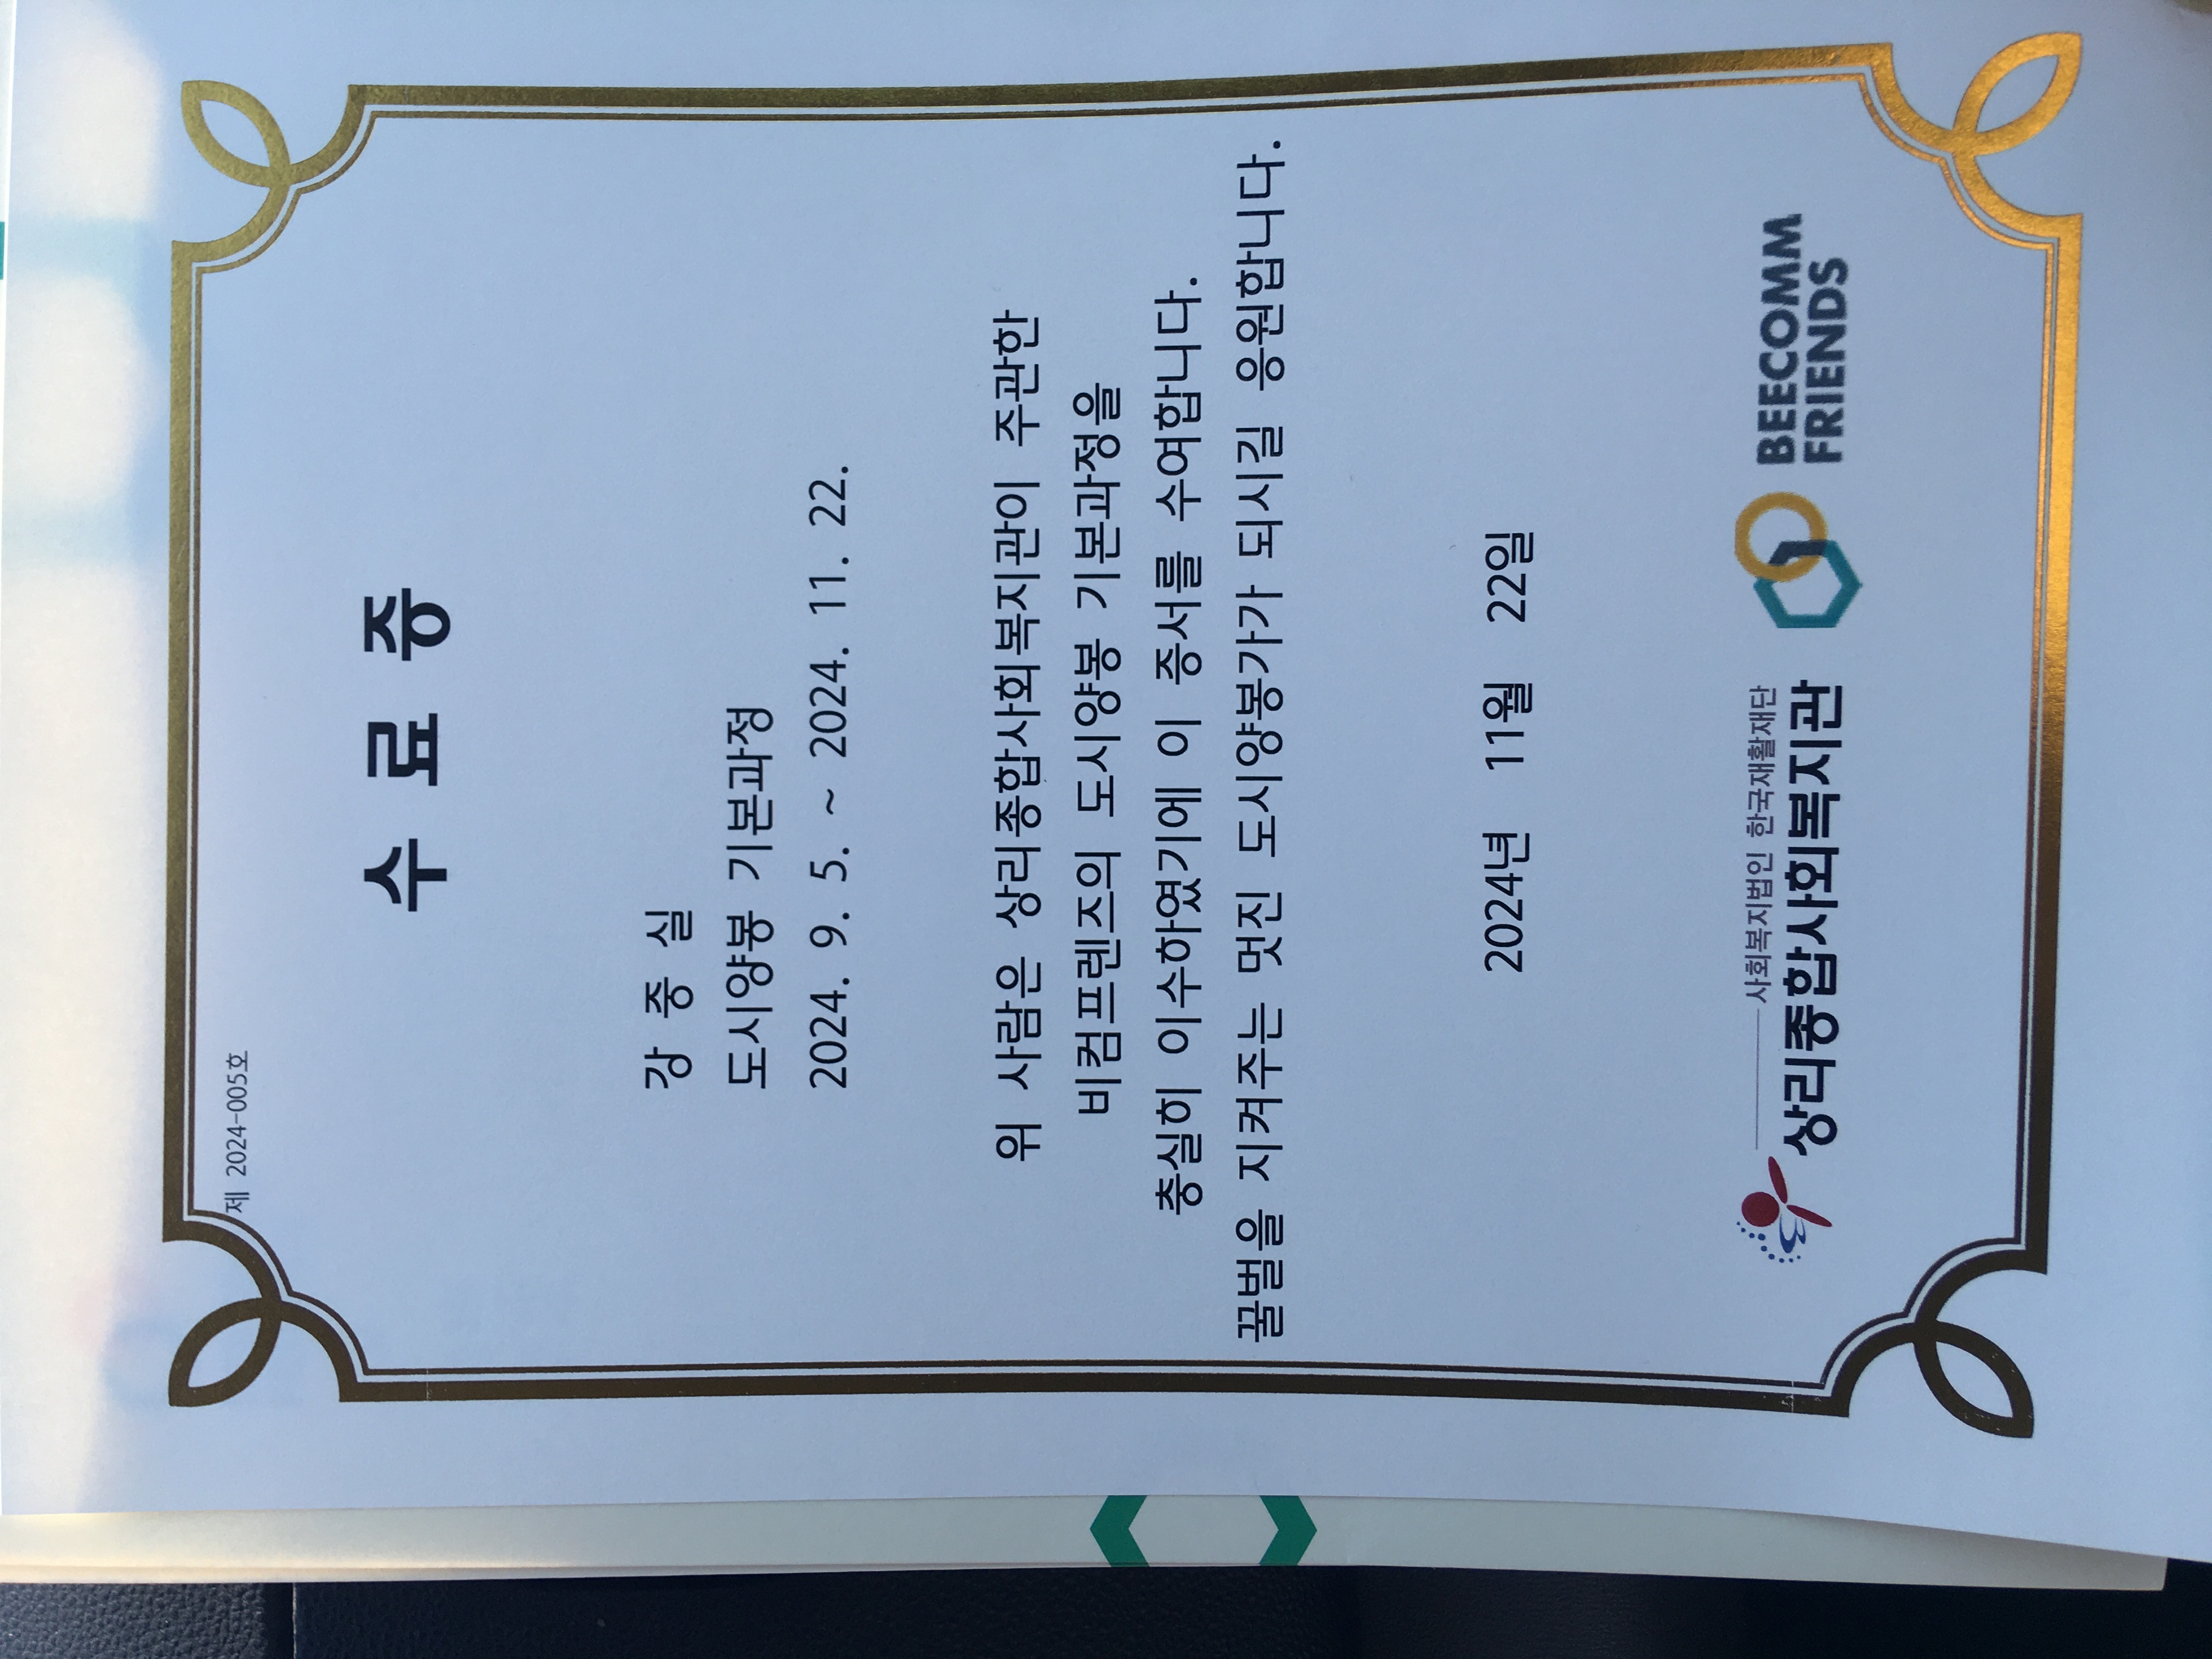 제 2024-005호
수 료 증
강 중 실
도시양봉 기본과정
2024. 9. 5. ~ 2024. 11. 22.
위 사람은 상리종합사회복지관이 주관한
비컴프렌즈의 도시양봉 기본과정을
충실히 이수하였기에 이 증서를 수여합니다.
꿀벌을 지켜주는 멋진 도시양봉가가 되시길 응원합니다.
2024년 11월 22일
사회복지법인 한국재활재단
상리종합사회복지관
BEECOMM
FRIENDS